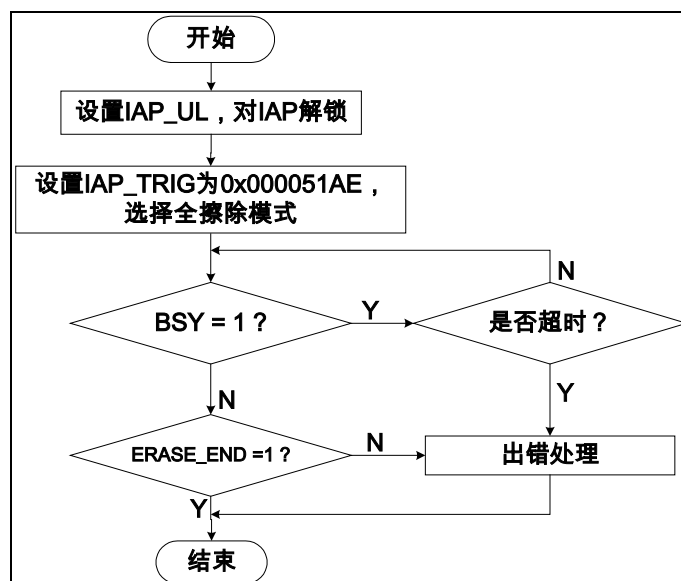 开始
设置IAP_UL，对IAP解锁
设置IAP_TRIG为0x000051AE，
选择全擦除模式
N
BSY = 1？
Y
是否超时？
N
Y
ERASE_END =1？
N
出错处理
Y
结束